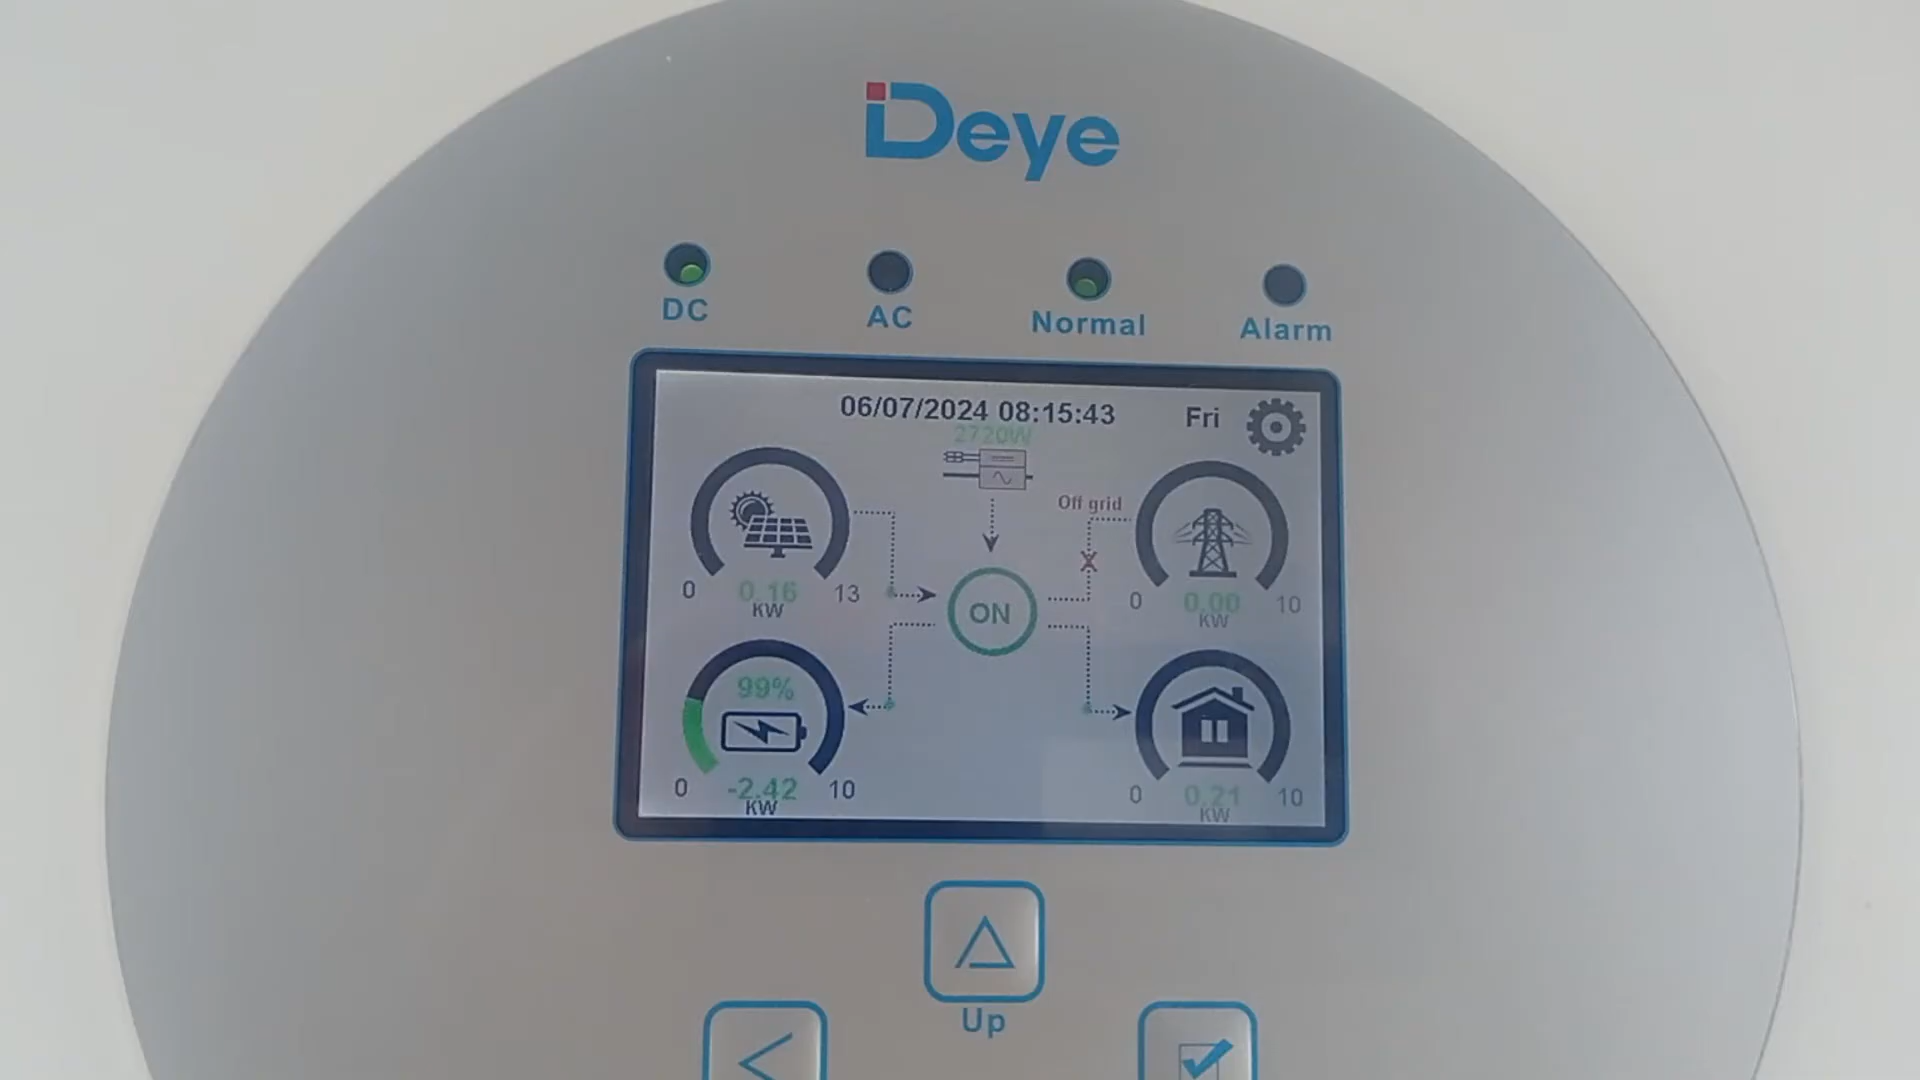 Deye
DC AC Normal Alarm
06/07/2024 08:15:43 Fri
2720W
Off grid
0 0.16 13
KW
ON
0 0.00 10
KW
99%
0 -2.42 10
KW
0 0.21 10
KW
Up